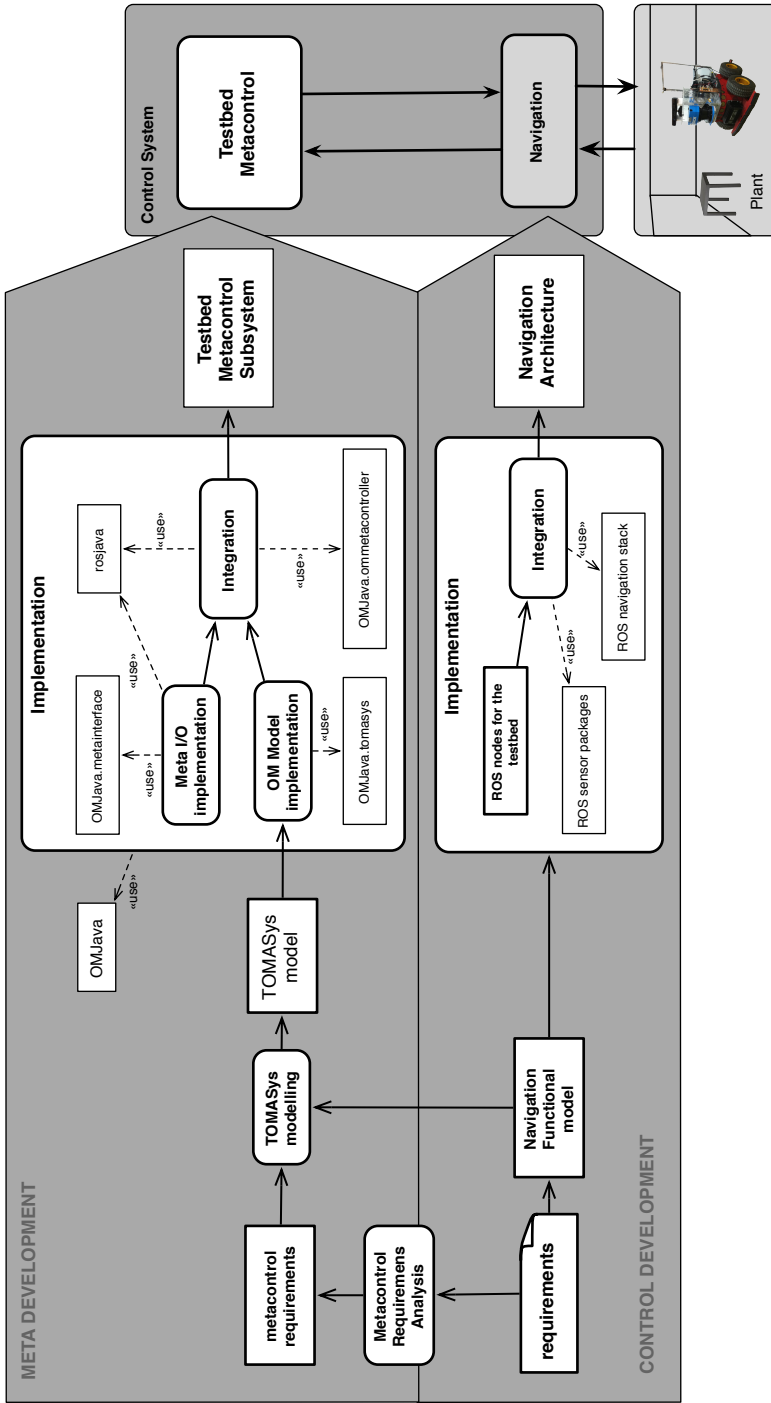 META DEVELOPMENT
metacontrol
requirements
TOMASys
modelling
TOMASys
model
OMJava
«use»
Implementation
OMJava.metainterface
«use»
Meta I/O
implementation
«use»
rosjava
«use»
OM Model
implementation
«use»
OMJava.tomasys
Integration
«use»
OMJava.ommetacontroller
Testbed
Metacontrol
Subsystem
Metacontrol
Requiremens
Analysis
CONTROL DEVELOPMENT
requirements
Navigation
Functional
model
Implementation
ROS nodes for the
testbed
Integration
«use»
ROS sensor packages
«use»
ROS navigation stack
Navigation
Architecture
Control System
Testbed
Metacontrol
Navigation
Plant